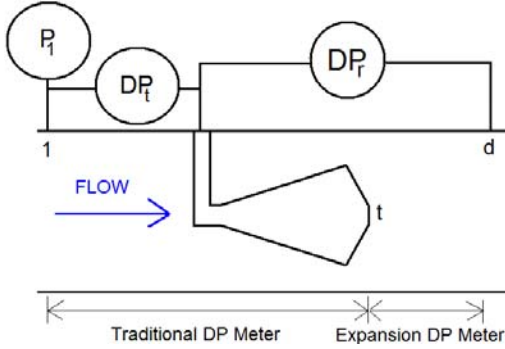 P1
DPt
DPr
1
d
FLOW
t
Traditional DP Meter
Expansion DP Meter